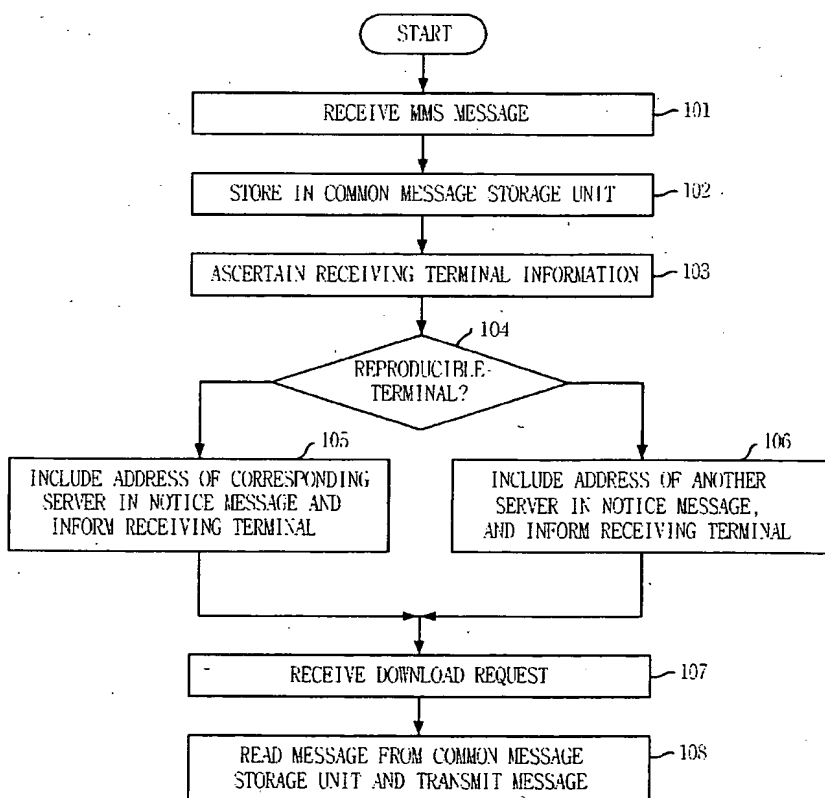 START
RECEIVE MMS MESSAGE
101
STORE IN COMMON MESSAGE STORAGE UNIT
102
ASCERTAIN RECEIVING TERMINAL INFORMATION
103
104
REPRODUCIBLE-
TERMINAL?
105
INCLUDE ADDRESS OF CORRESPONDING
SERVER IN NOTICE MESSAGE AND
INFORM RECEIVING TERMINAL
106
INCLUDE ADDRESS OF ANOTHER
SERVER IN NOTICE MESSAGE,
AND INFORM RECEIVING TERMINAL
RECEIVE DOWNLOAD REQUEST
107
READ MESSAGE FROM COMMON MESSAGE
STORAGE UNIT AND TRANSMIT MESSAGE
108